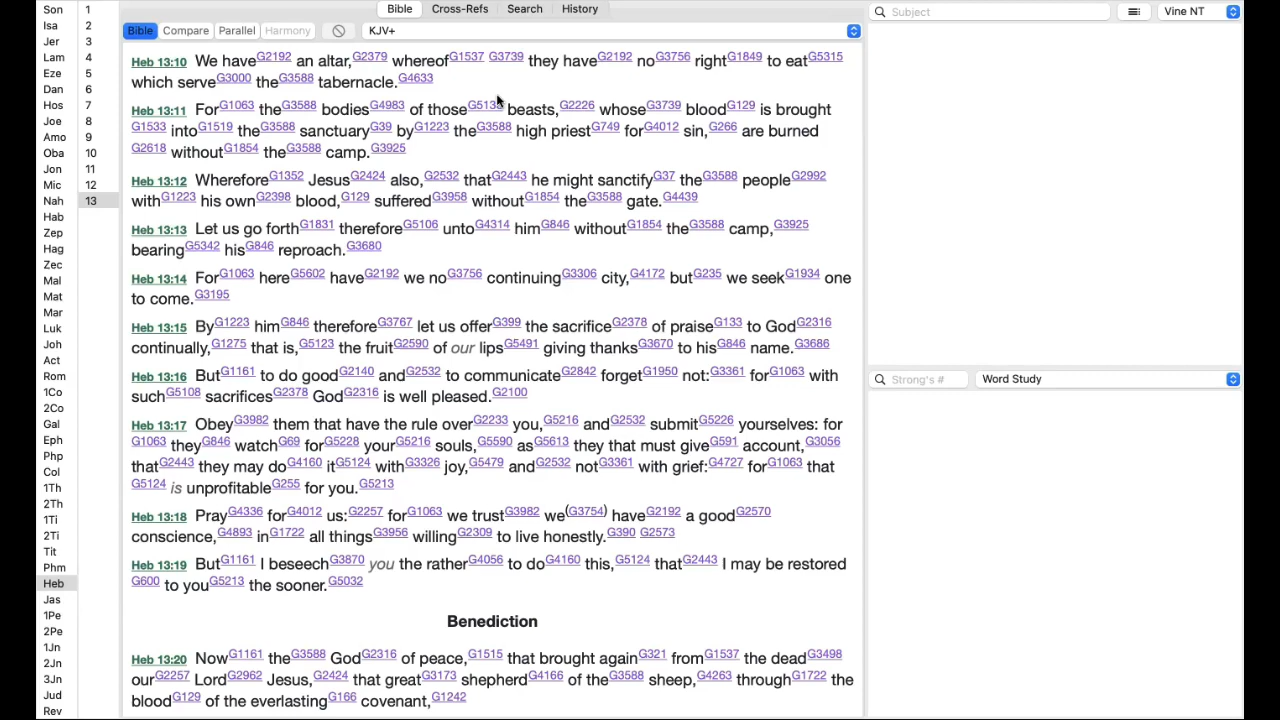 Bible Cross-Refs Search History
Bible Compare Parallel Harmony KJV+
Subject Vine NT
Strong's # Word Study
Son
Isa
Jer
Lam
Eze
Dan
Hos
Joe
Amo
Oba
Jon
Mic
Nah
Hab
Zep
Hag
Zec
Mal
Mat
Mar
Luk
Joh
Act
Rom
1Co
2Co
Gal
Eph
Php
Col
1Th
2Th
1Ti
2Ti
Tit
Phm
Heb
Jas
1Pe
2Pe
1Jn
2Jn
3Jn
Jud
Rev
1
2
3
4
5
6
7
8
9
10
11
12
13
Heb 13:10 We haveG2192 an altar,G2379 whereofG1537 G3739 they haveG2192 noG3756 rightG1849 to eatG5315
which serveG3000 theG3588 tabernacle.G4633
Heb 13:11 ForG1063 theG3588 bodiesG4983 of thoseG5130 beasts,G2226 whoseG3739 bloodG129 is brought
G1533 intoG1519 theG3588 sanctuaryG39 byG1223 theG3588 high priestG749 forG4012 sin,G266 are burned
G2618 withoutG1854 theG3588 camp.G3925
Heb 13:12 WhereforeG1352 JesusG2424 also,G2532 thatG2443 he might sanctifyG37 theG3588 peopleG2992
withG1223 his ownG2398 blood,G129 sufferedG3958 withoutG1854 theG3588 gate.G4439
Heb 13:13 Let us go forthG1831 thereforeG5106 untoG4314 himG846 withoutG1854 theG3588 camp,G3925
bearingG5342 hisG846 reproach.G3680
Heb 13:14 ForG1063 hereG5602 haveG2192 we noG3756 continuingG3306 city,G4172 butG235 we seekG1934 one
to come.G3195
Heb 13:15 ByG1223 himG846 thereforeG3767 let us offerG399 the sacrificeG2378 of praiseG133 to GodG2316
continually,G1275 that is,G5123 the fruitG2590 of our lipsG5491 giving thanksG3670 to hisG846 name.G3686
Heb 13:16 ButG1161 to do goodG2140 andG2532 to communicateG2842 forgetG1950 not:G3361 forG1063 with
suchG5108 sacrificesG2378 GodG2316 is well pleased.G2100
Heb 13:17 ObeyG3982 them that have the rule overG2233 you,G5216 andG2532 submitG5226 yourselves: for
G1063 theyG846 watchG69 forG5228 yourG5216 souls,G5590 asG5613 they that must giveG591 account,G3056
thatG2443 they may doG4160 itG5124 withG3326 joy,G5479 andG2532 notG3361 with grief:G4727 forG1063 that
G5124 is unprofitableG255 for you.G5213
Heb 13:18 PrayG4336 forG4012 us:G2257 forG1063 we trustG3982 we(G3754) haveG2192 a goodG2570
conscience,G4893 inG1722 all thingsG3956 willingG2309 to live honestly.G390 G2573
Heb 13:19 ButG1161 I beseechG3870 you the ratherG4056 to doG4160 this,G5124 thatG2443 I may be restored
G600 to youG5213 the sooner.G5032
Benediction
Heb 13:20 NowG1161 theG3588 GodG2316 of peace,G1515 that brought againG321 fromG1537 the deadG3498
ourG2257 LordG2962 Jesus,G2424 that greatG3173 shepherdG4166 of theG3588 sheep,G4263 throughG1722 the
bloodG129 of the everlastingG166 covenant,G1242